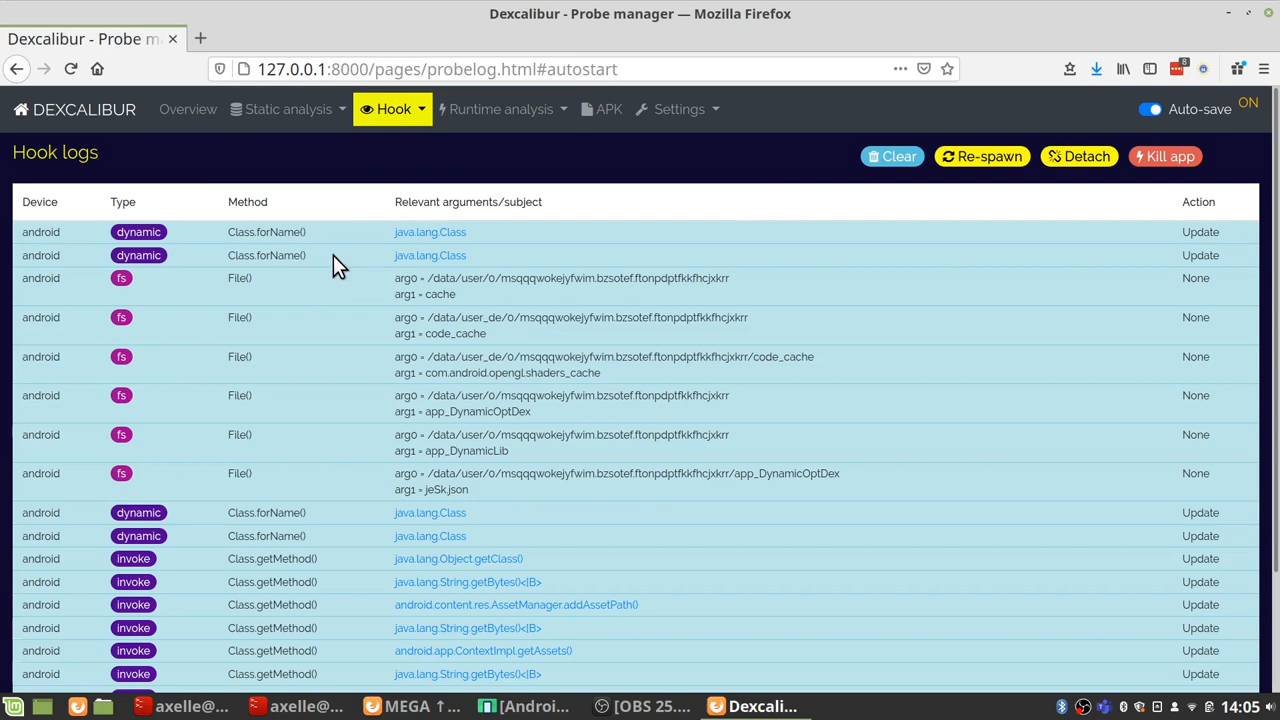 Dexcalibur - Probe manager — Mozilla Firefox
Dexcalibur - Probe m
127.0.0.1:8000/pages/probelog.html#autostart
8
DEXCALIBUR Overview Static analysis Hook Runtime analysis APK Settings Auto-save ON
Hook logs Clear Re-spawn Detach Kill app
Device Type Method Relevant arguments/subject Action
android dynamic Class.forName() java.lang.Class Update
android dynamic Class.forName() java.lang.Class Update
android fs File() arg0 = /data/user/0/msqqqwokejyfwim.bzsotef.ftonpdptfkkfhcjxkrr None
arg1 = cache
android fs File() arg0 = /data/user_de/0/msqqqwokejyfwim.bzsotef.ftonpdptfkkfhcjxkrr None
arg1 = code_cache
android fs File() arg0 = /data/user_de/0/msqqqwokejyfwim.bzsotef.ftonpdptfkkfhcjxkrr/code_cache None
arg1 = com.android.opengl.shaders_cache
android fs File() arg0 = /data/user/0/msqqqwokejyfwim.bzsotef.ftonpdptfkkfhcjxkrr None
arg1 = app_DynamicOptDex
android fs File() arg0 = /data/user/0/msqqqwokejyfwim.bzsotef.ftonpdptfkkfhcjxkrr None
arg1 = app_DynamicLib
android fs File() arg0 = /data/user/0/msqqqwokejyfwim.bzsotef.ftonpdptfkkfhcjxkrr/app_DynamicOptDex None
arg1 = jeSk.json
android dynamic Class.forName() java.lang.Class Update
android dynamic Class.forName() java.lang.Class Update
android invoke Class.getMethod() java.lang.Object.getClass() Update
android invoke Class.getMethod() java.lang.String.getBytes()<[B> Update
android invoke Class.getMethod() android.content.res.AssetManager.addAssetPath() Update
android invoke Class.getMethod() java.lang.String.getBytes()<[B> Update
android invoke Class.getMethod() android.app.ContextImpl.getAssets() Update
android invoke Class.getMethod() java.lang.String.getBytes()<[B> Update
axelle@... axelle@... MEGA ↑... [Androi... [OBS 25.... Dexcali... 14:05